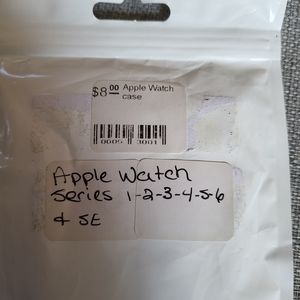 $8.00 Apple Watch
case
0005 3001
Apple Watch
Series 1-2-3-4-5-6
& SE